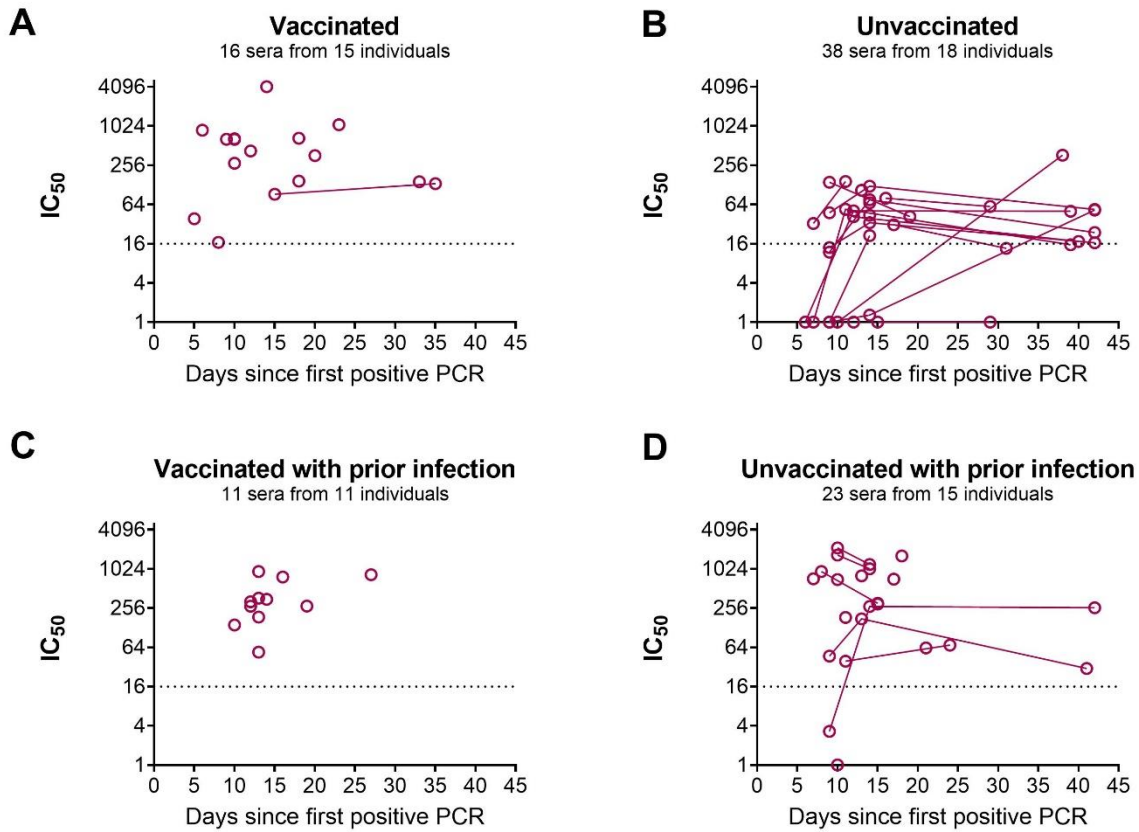 A
Vaccinated
16 sera from 15 individuals
4096
1024
256
64
16
4
1
IC50
0 5 10 15 20 25 30 35 40 45
Days since first positive PCR
B
Unvaccinated
38 sera from 18 individuals
4096
1024
256
64
16
4
1
IC50
0 5 10 15 20 25 30 35 40 45
Days since first positive PCR
C
Vaccinated with prior infection
11 sera from 11 individuals
4096
1024
256
64
16
4
1
IC50
0 5 10 15 20 25 30 35 40 45
Days since first positive PCR
D
Unvaccinated with prior infection
23 sera from 15 individuals
4096
1024
256
64
16
4
1
IC50
0 5 10 15 20 25 30 35 40 45
Days since first positive PCR